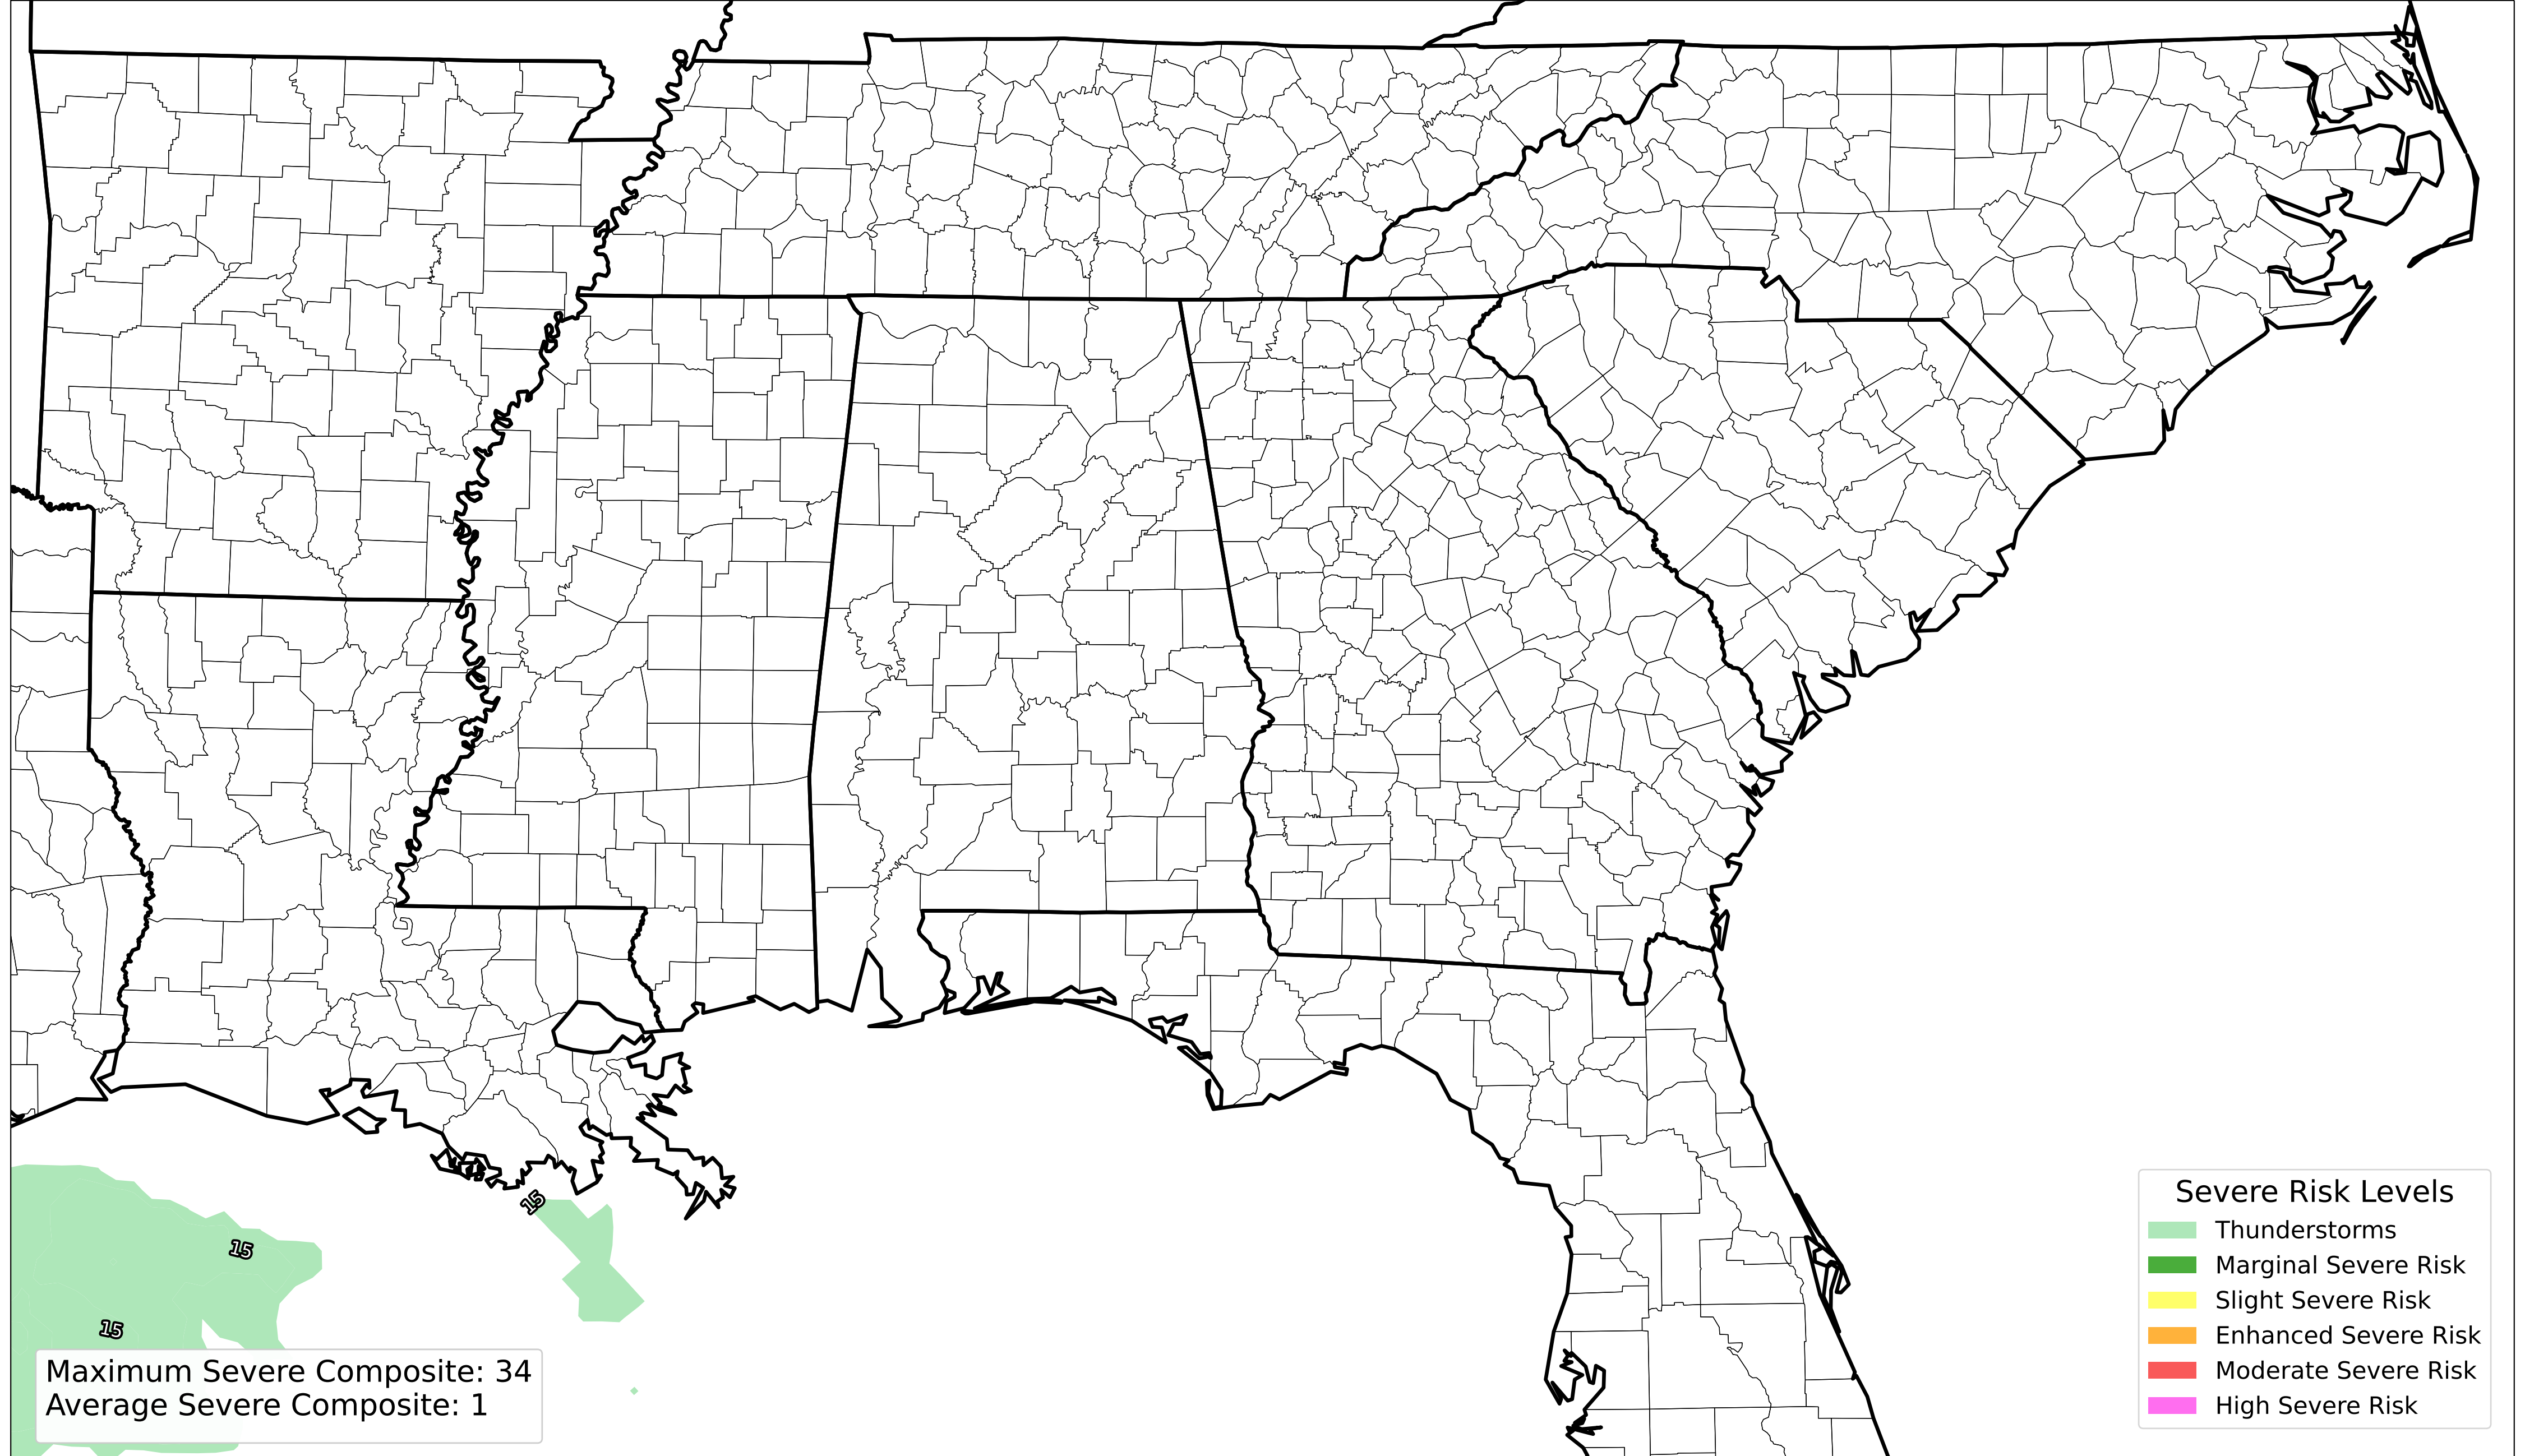 15
15
15
Maximum Severe Composite: 34
Average Severe Composite: 1
Severe Risk Levels
Thunderstorms
Marginal Severe Risk
Slight Severe Risk
Enhanced Severe Risk
Moderate Severe Risk
High Severe Risk